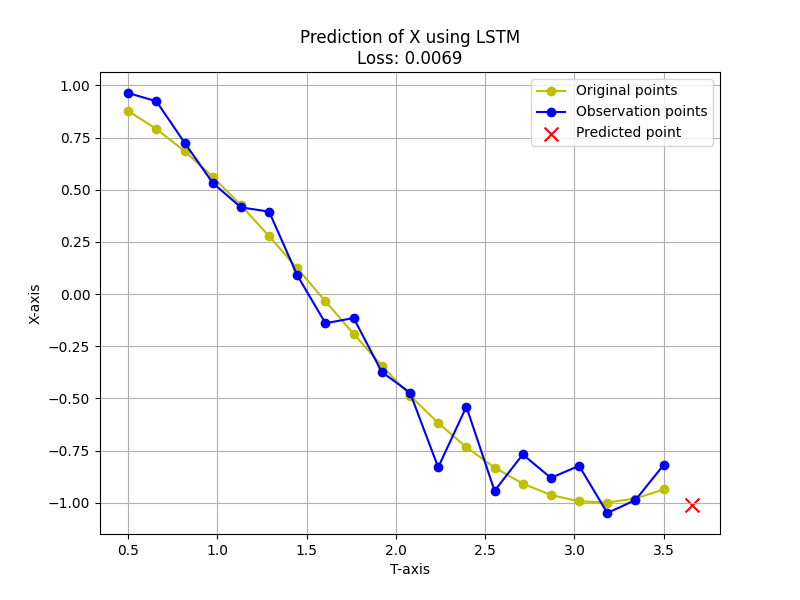 Prediction of X using LSTM
Loss: 0.0069
Original points
Observation points
Predicted point
1.00
0.75
0.50
0.25
0.00
−0.25
−0.50
−0.75
−1.00
X-axis
0.5 1.0 1.5 2.0 2.5 3.0 3.5
T-axis